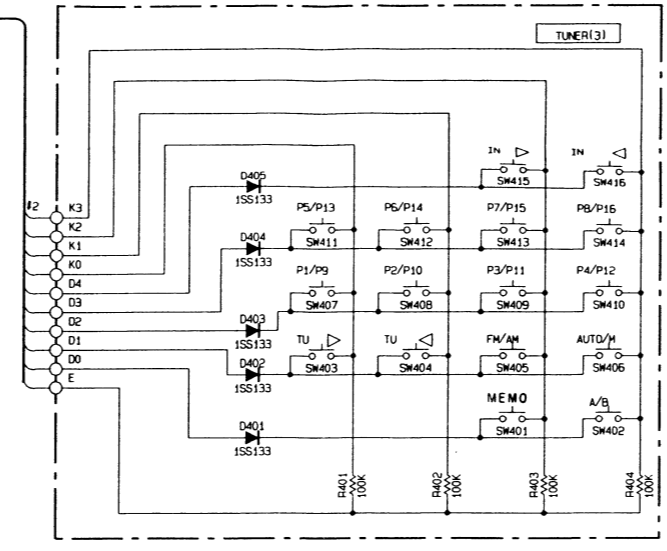 TUNER(3)
IN
IN
D405
1SS133
SW415
SW416
#2
K3
K2
K1
K0
D4
D3
D2
D1
D0
E
P5/P13
P6/P14
P7/P15
P8/P16
D404
1SS133
SW411
SW412
SW413
SW414
P1/P9
P2/P10
P3/P11
P4/P12
SW407
SW408
SW409
SW410
D403
1SS133
TU
TU
FM/AM
AUTO/M
D402
1SS133
SW403
SW404
SW405
SW406
MEMO
A/B
D401
1SS133
SW401
SW402
R401
100K
R402
100K
R403
100K
R404
100K